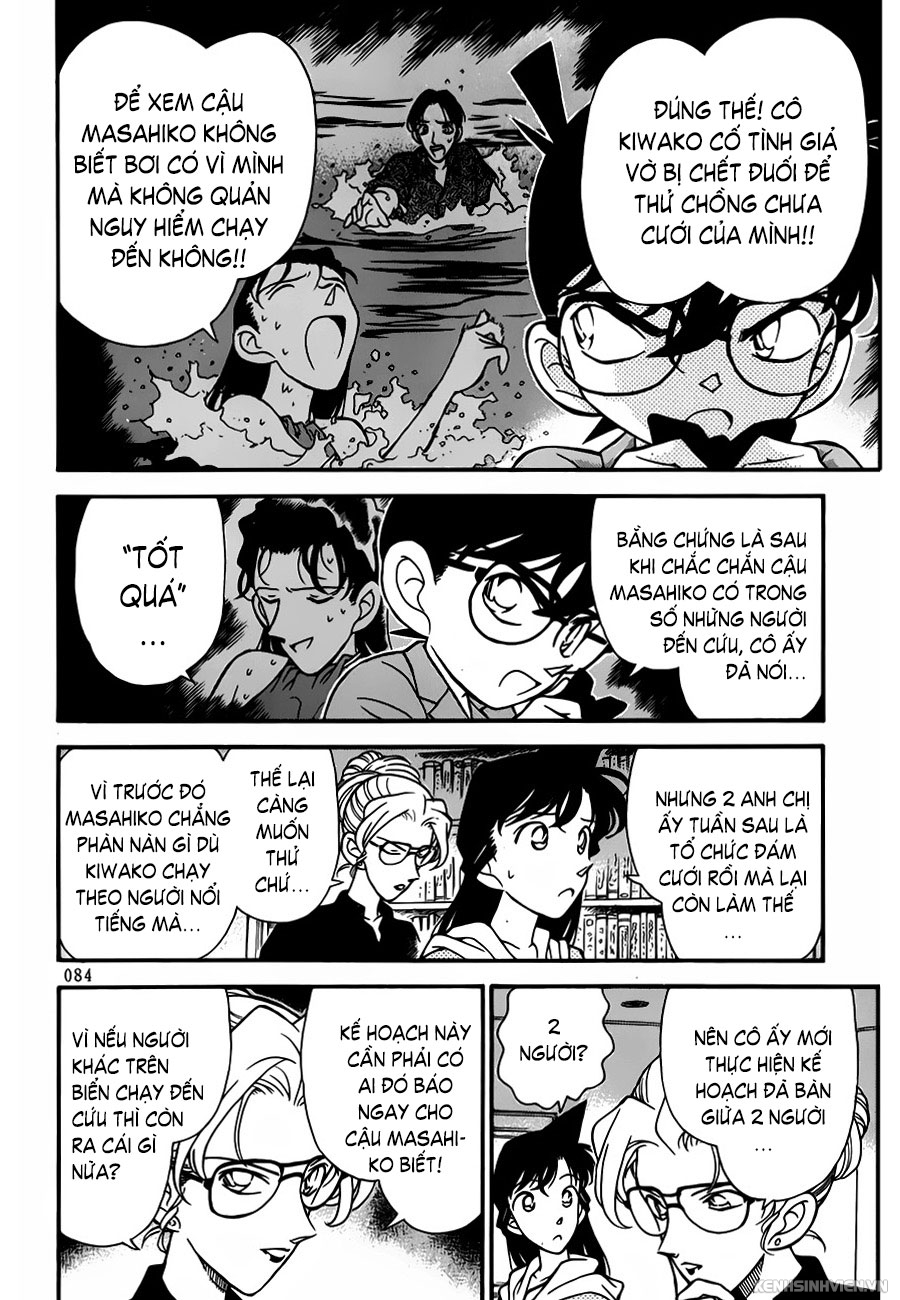 ĐÚNG THẾ! CÔ
KIWAKO CỐ TÌNH GIẢ
VỜ BỊ CHẾT ĐUỐI ĐỂ
THỬ CHỒNG CHƯA
CƯỚI CỦA MÌNH!!
ĐỂ XEM CẬU
MASAHIKO KHÔNG
BIẾT BƠI CÓ VÌ MÌNH
MÀ KHÔNG QUẢN
NGUY HIỂM CHẠY
ĐẾN KHÔNG!!
BẰNG CHỨNG LÀ SAU
KHI CHẮC CHẮN CẬU
MASAHIKO CÓ TRONG
SỐ NHỮNG NGƯỜI
ĐẾN CỨU, CÔ ẤY
ĐÃ NÓI...
"TỐT
QUÁ"
...
NHƯNG 2 ANH CHỊ
ẤY TUẦN SAU LÀ
TỔ CHỨC ĐÁM
CƯỚI RỒI MÀ LẠI
CÒN LÀM THẾ
...
THẾ LẠI
CÀNG
MUỐN
THỬ
CHỨ...
VÌ TRƯỚC ĐÓ
MASAHIKO CHẲNG
PHÀN NÀN GÌ DÙ
KIWAKO CHẠY
THEO NGƯỜI NỔI
TIẾNG MÀ...
084
NÊN CÔ ẤY MỚI
THỰC HIỆN KẾ
HOẠCH ĐÃ BÀN
GIỮA 2 NGƯỜI
...
2
NGƯỜI?
KẾ HOẠCH NÀY
CẦN PHẢI CÓ
AI ĐÓ BÁO
NGAY CHO
CẬU MASAHI-
KO BIẾT!
VÌ NẾU NGƯỜI
KHÁC TRÊN
BIỂN CHẠY ĐẾN
CỨU THÌ CÒN
RA CÁI GÌ
NỮA?
KENHSINHVIEN.VN